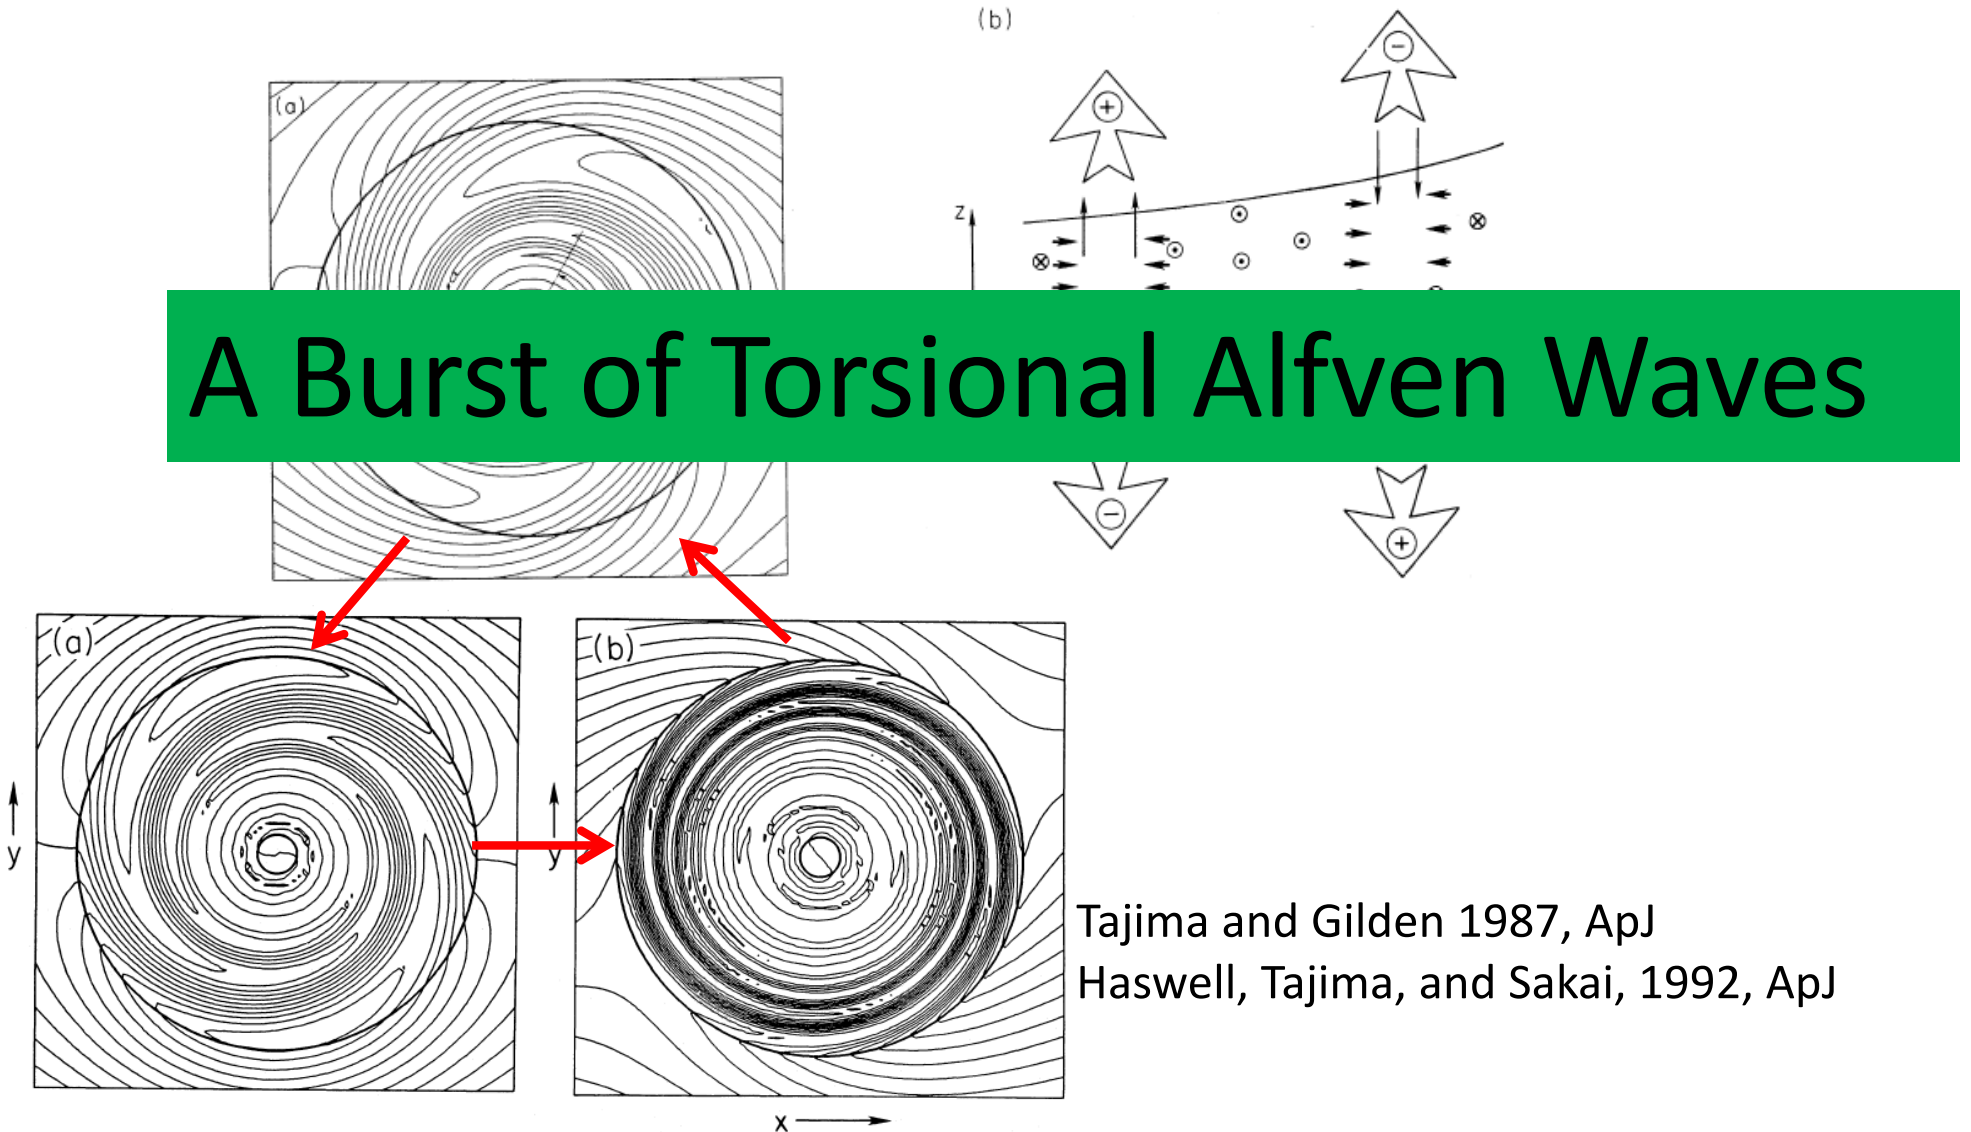 (b)
(a)
z
A Burst of Torsional Alfven Waves
(a)
(b)
y
y
Tajima and Gilden 1987, ApJ
Haswell, Tajima, and Sakai, 1992, ApJ
x